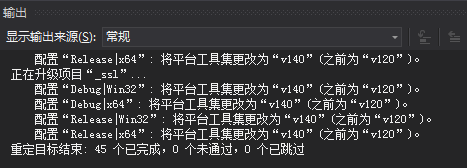 输出
显示输出来源(S): 常规
配置“Release|x64”: 将平台工具集更改为“v140”(之前为“v120”)。
正在升级项目“_ssl”...
配置“Debug|Win32”: 将平台工具集更改为“v140”(之前为“v120”)。
配置“Debug|x64”: 将平台工具集更改为“v140”(之前为“v120”)。
配置“Release|Win32”: 将平台工具集更改为“v140”(之前为“v120”)。
配置“Release|x64”: 将平台工具集更改为“v140”(之前为“v120”)。
重定目标结束: 45 个已完成, 0 个未通过, 0 个已跳过